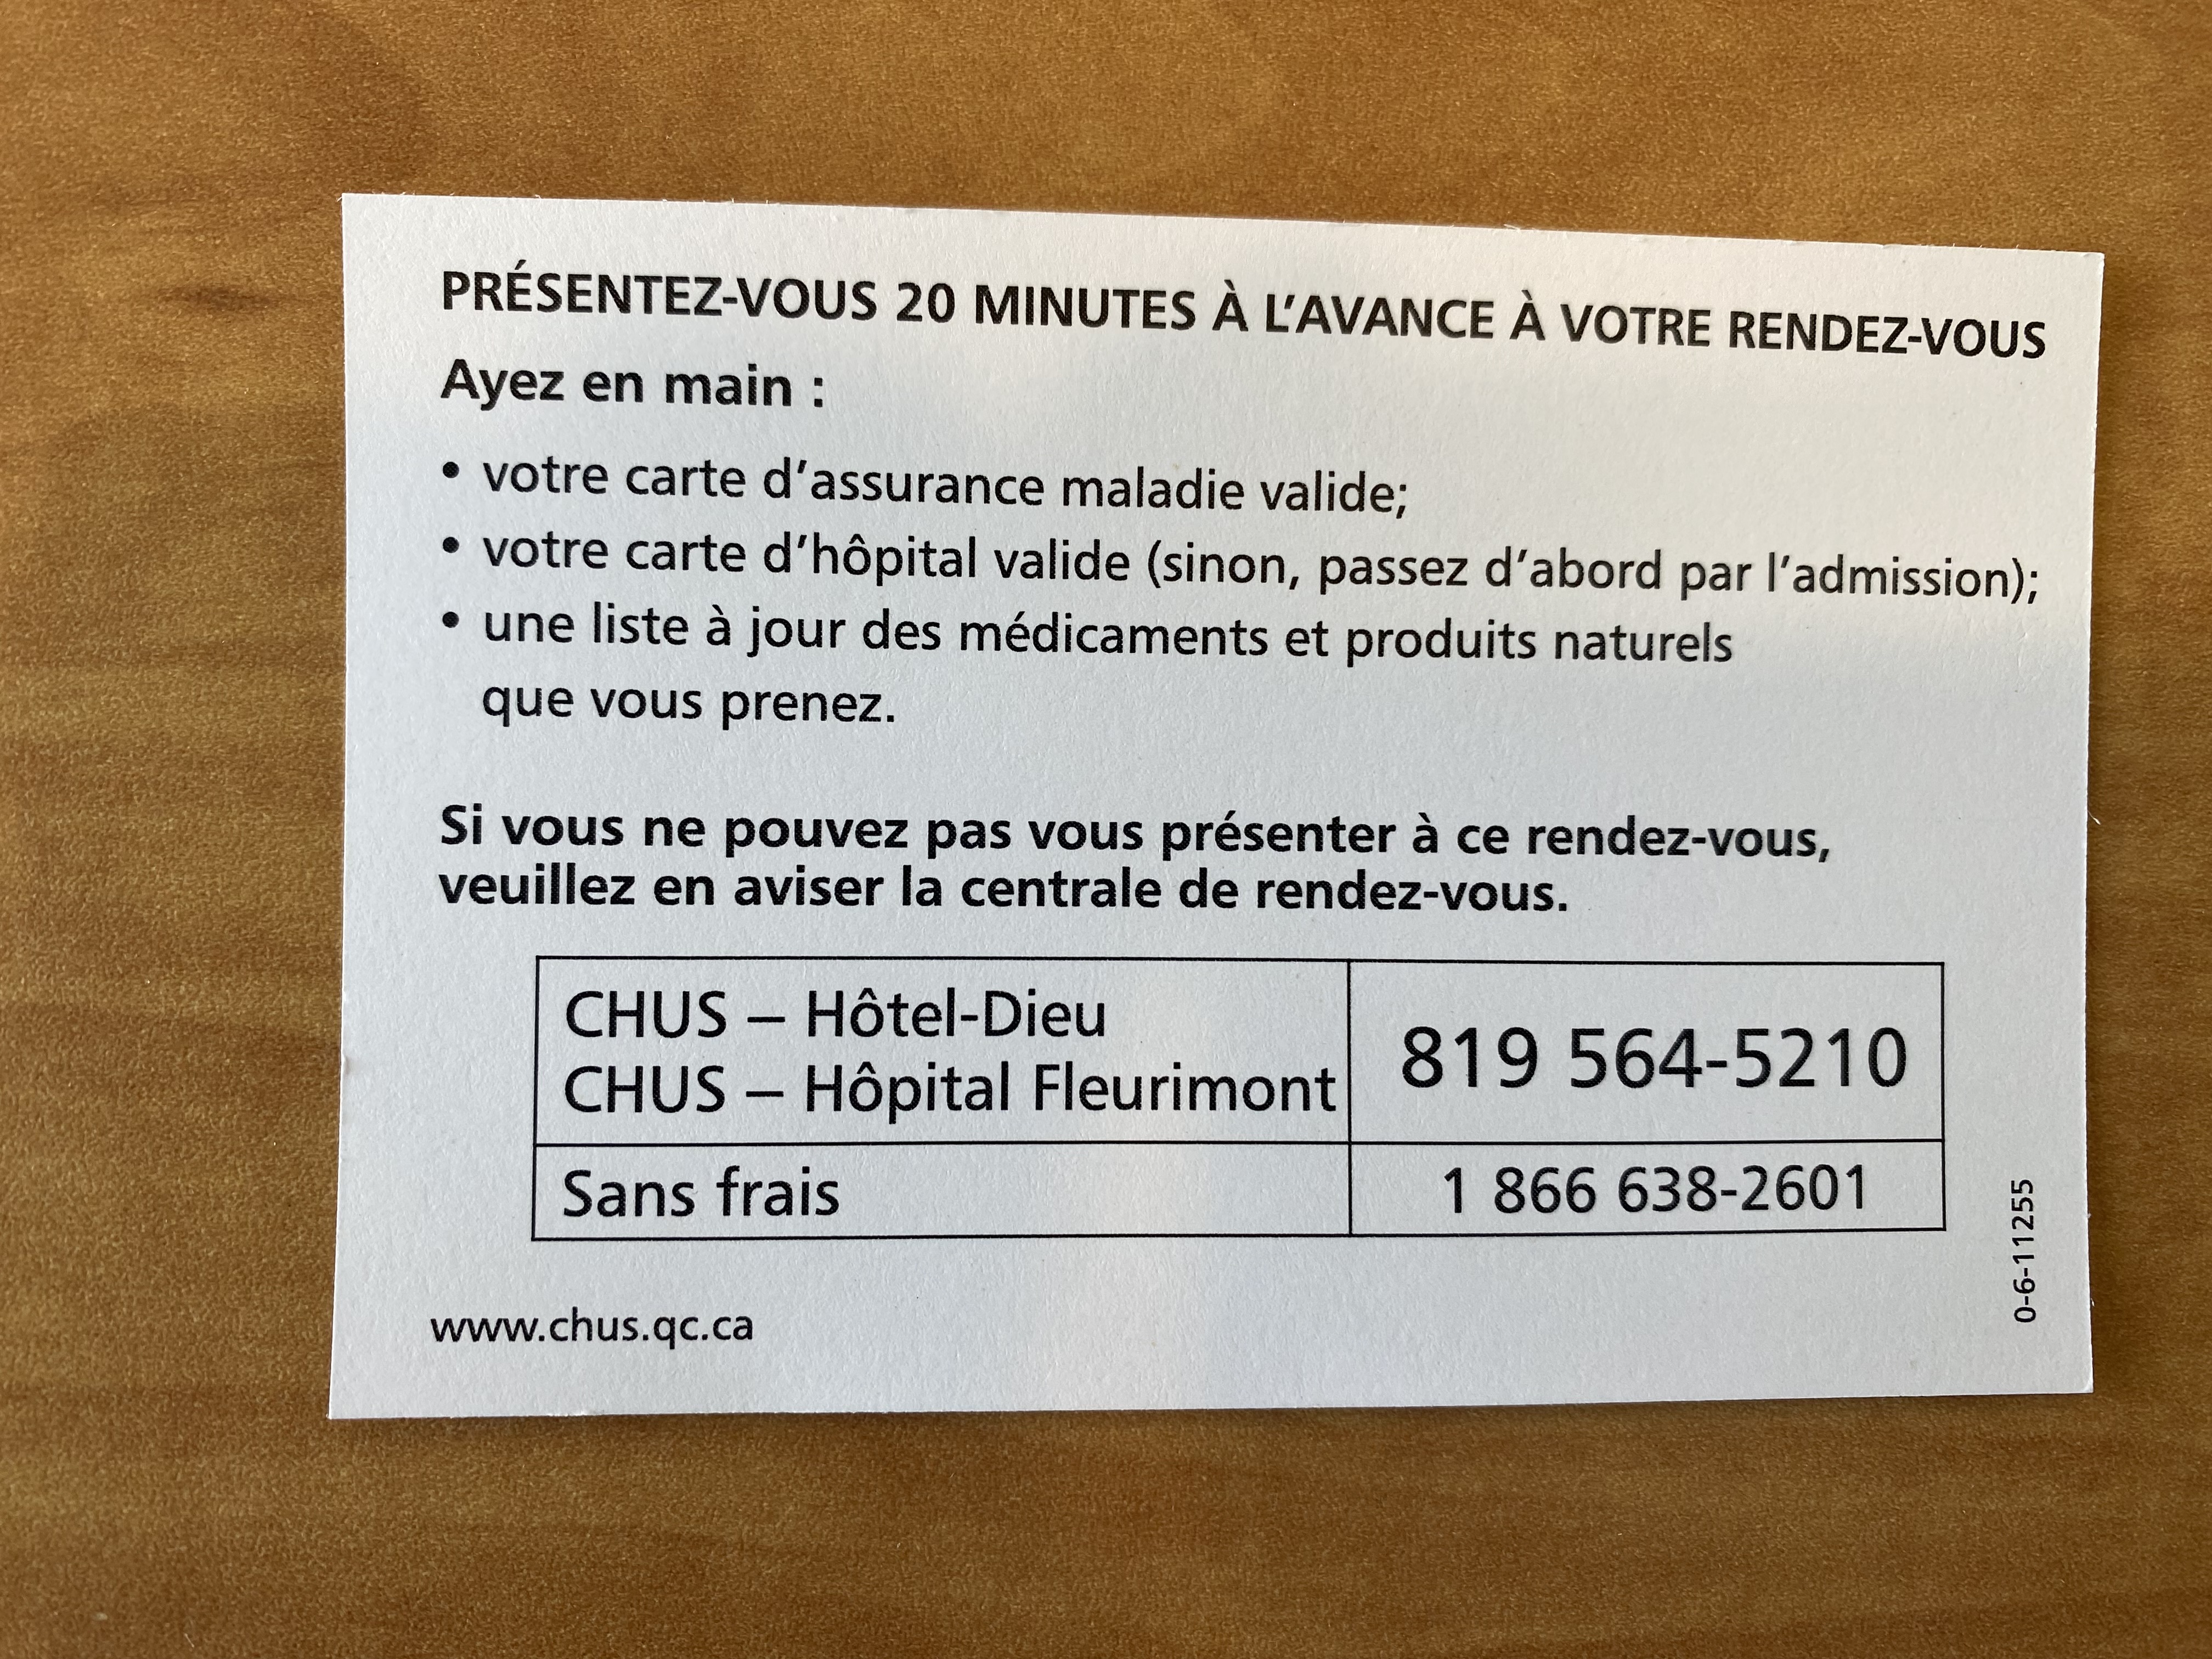 PRÉSENTEZ-VOUS 20 MINUTES À L'AVANCE À VOTRE RENDEZ-VOUS
Ayez en main :
• votre carte d'assurance maladie valide;
• votre carte d'hôpital valide (sinon, passez d'abord par l'admission);
• une liste à jour des médicaments et produits naturels
que vous prenez.
Si vous ne pouvez pas vous présenter à ce rendez-vous,
veuillez en aviser la centrale de rendez-vous.
CHUS – Hôtel-Dieu
CHUS – Hôpital Fleurimont
819 564-5210
Sans frais
1 866 638-2601
www.chus.qc.ca
0-6-11255